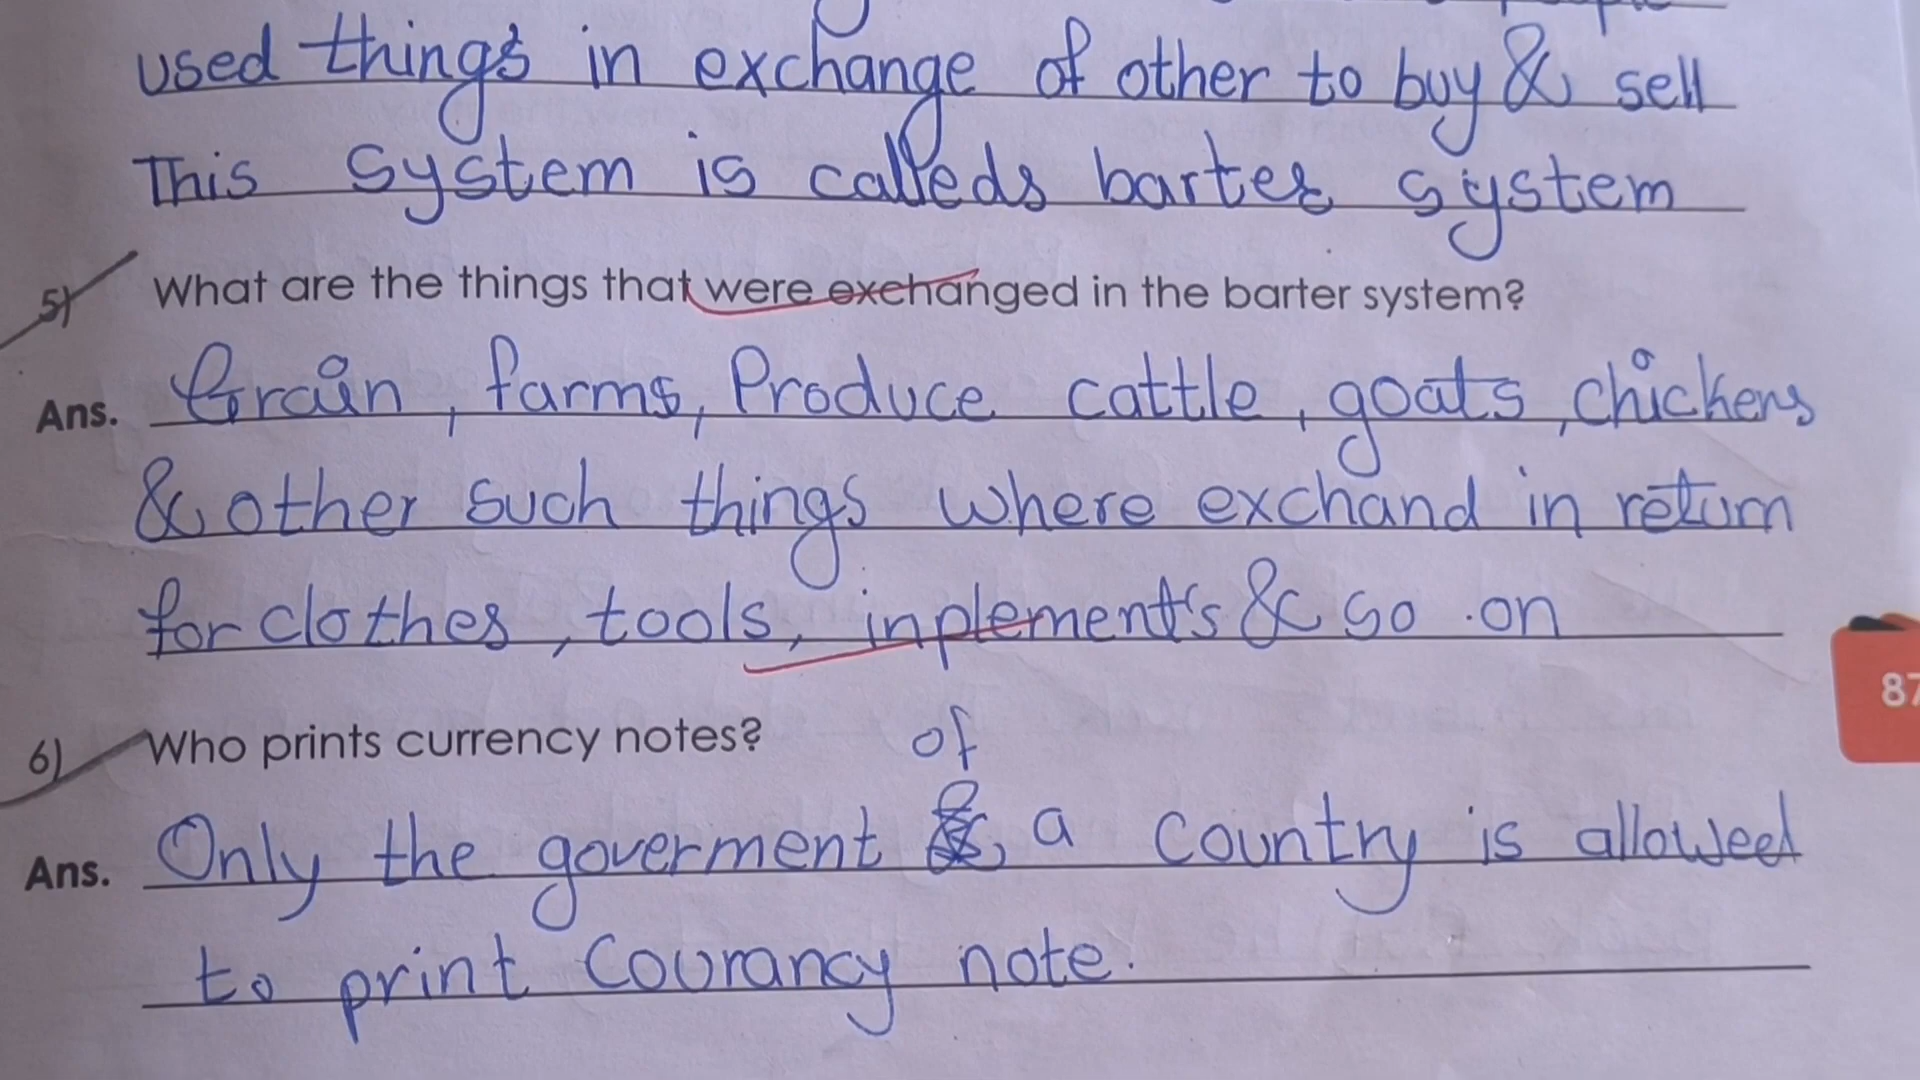 used things in exchange of other to buy & sell
This system is calleds barter system
5) What are the things that were exchanged in the barter system?
Ans. Grain, farms, Produce cattle, goats, chickens
& other such things where exchand in return
for clothes, tools, inplement's & so on
87
6) Who prints currency notes?
of
Ans. Only the goverment a country is allowed
to print Courancy note.